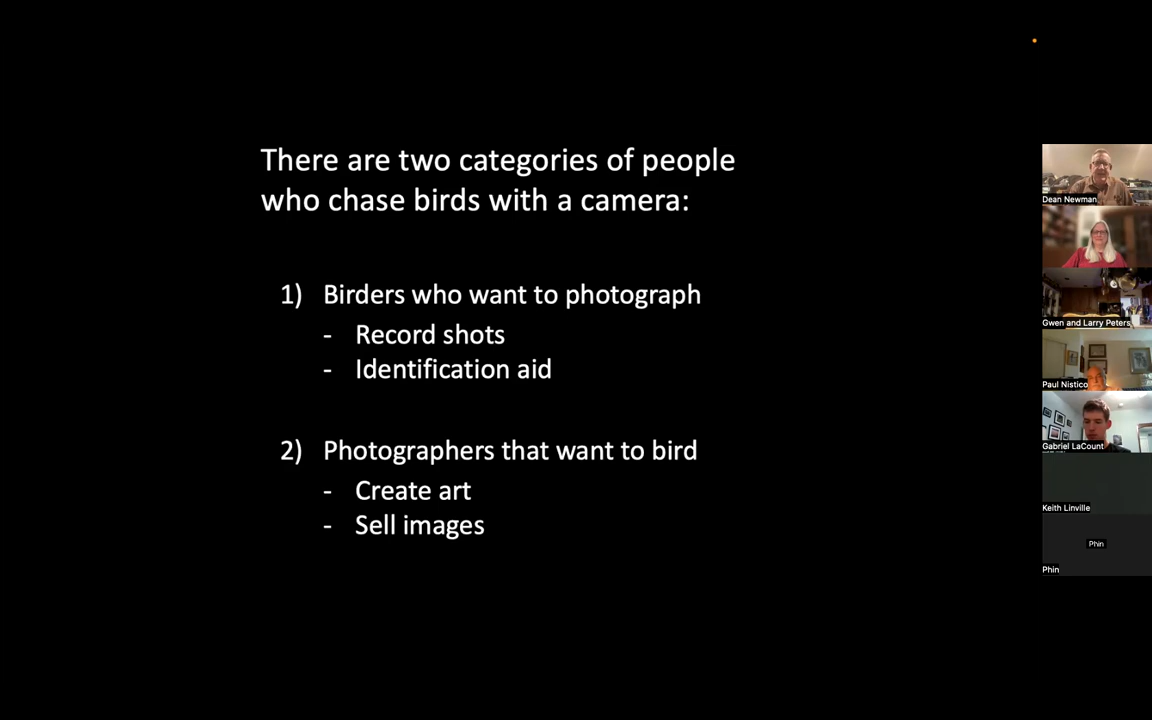 There are two categories of people
who chase birds with a camera:
1) Birders who want to photograph
- Record shots
- Identification aid
2) Photographers that want to bird
- Create art
- Sell images
Dean Newman
Gwen and Larry Peters
Paul Nistico
Gabriel LaCount
Keith Linville
Phin
Phin